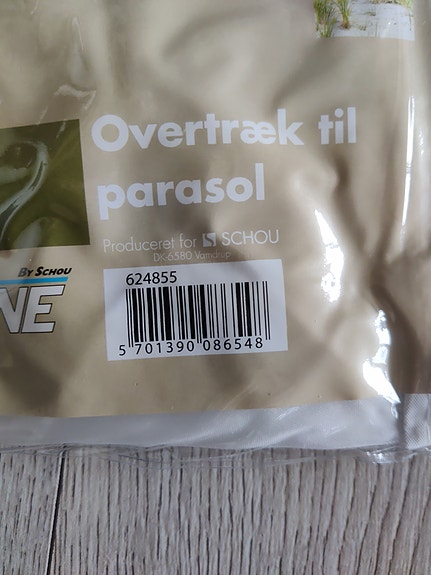 Overtræk til
parasol
Produceret for SCHOU
DK-6580 Vamdrup
BY SCHOU
NE
624855
5 701390 086548